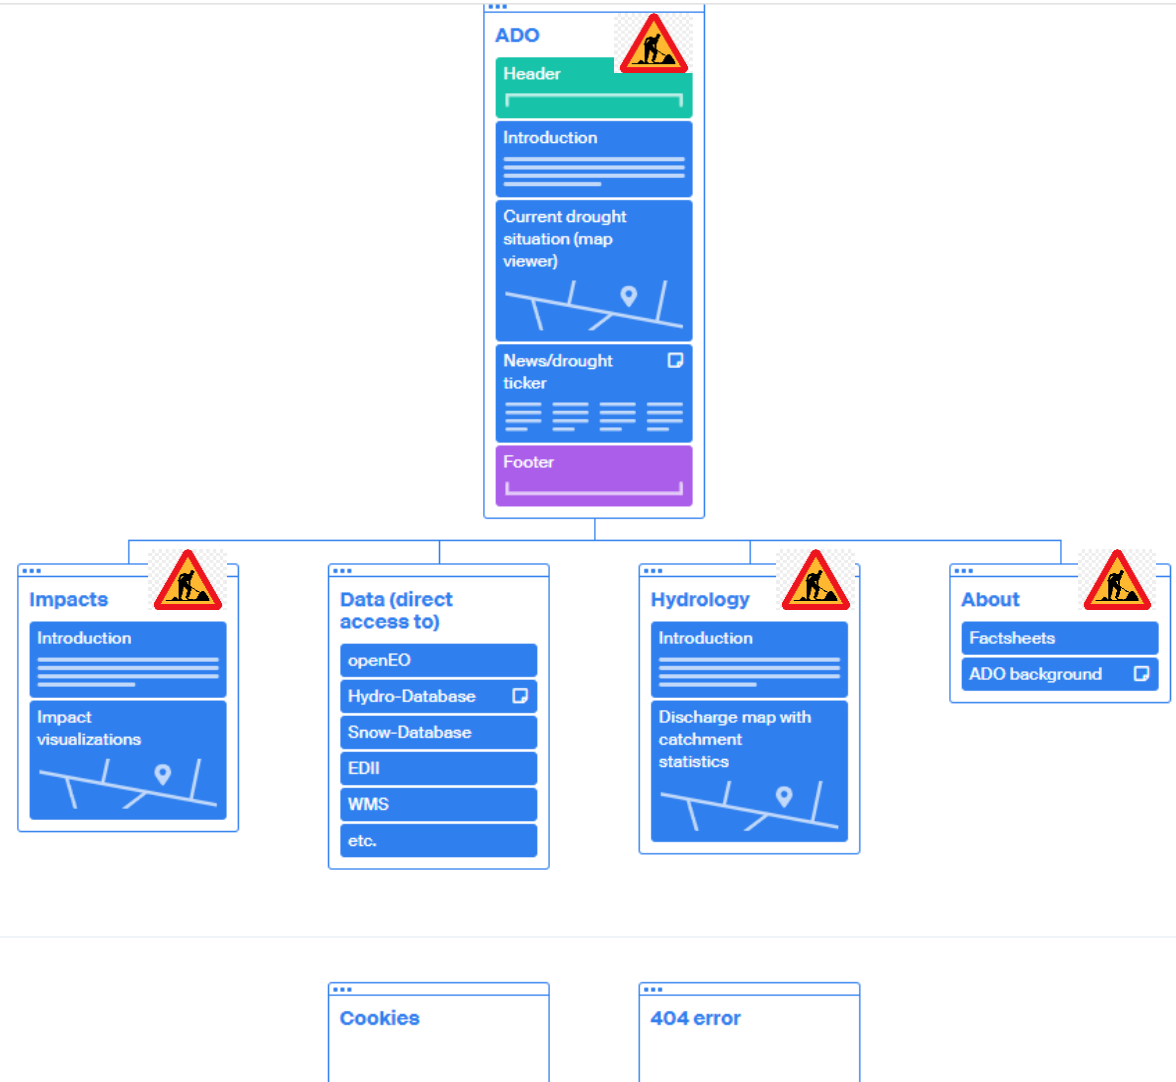 ADO
Header
Introduction
Current drought
situation (map
viewer)
News/drought
ticker
Footer
Impacts
Introduction
Impact
visualizations
Data (direct
access to)
openEO
Hydro-Database
Snow-Database
EDII
WMS
etc.
Hydrology
Introduction
Discharge map with
catchment
statistics
About
Factsheets
ADO background
Cookies
404 error